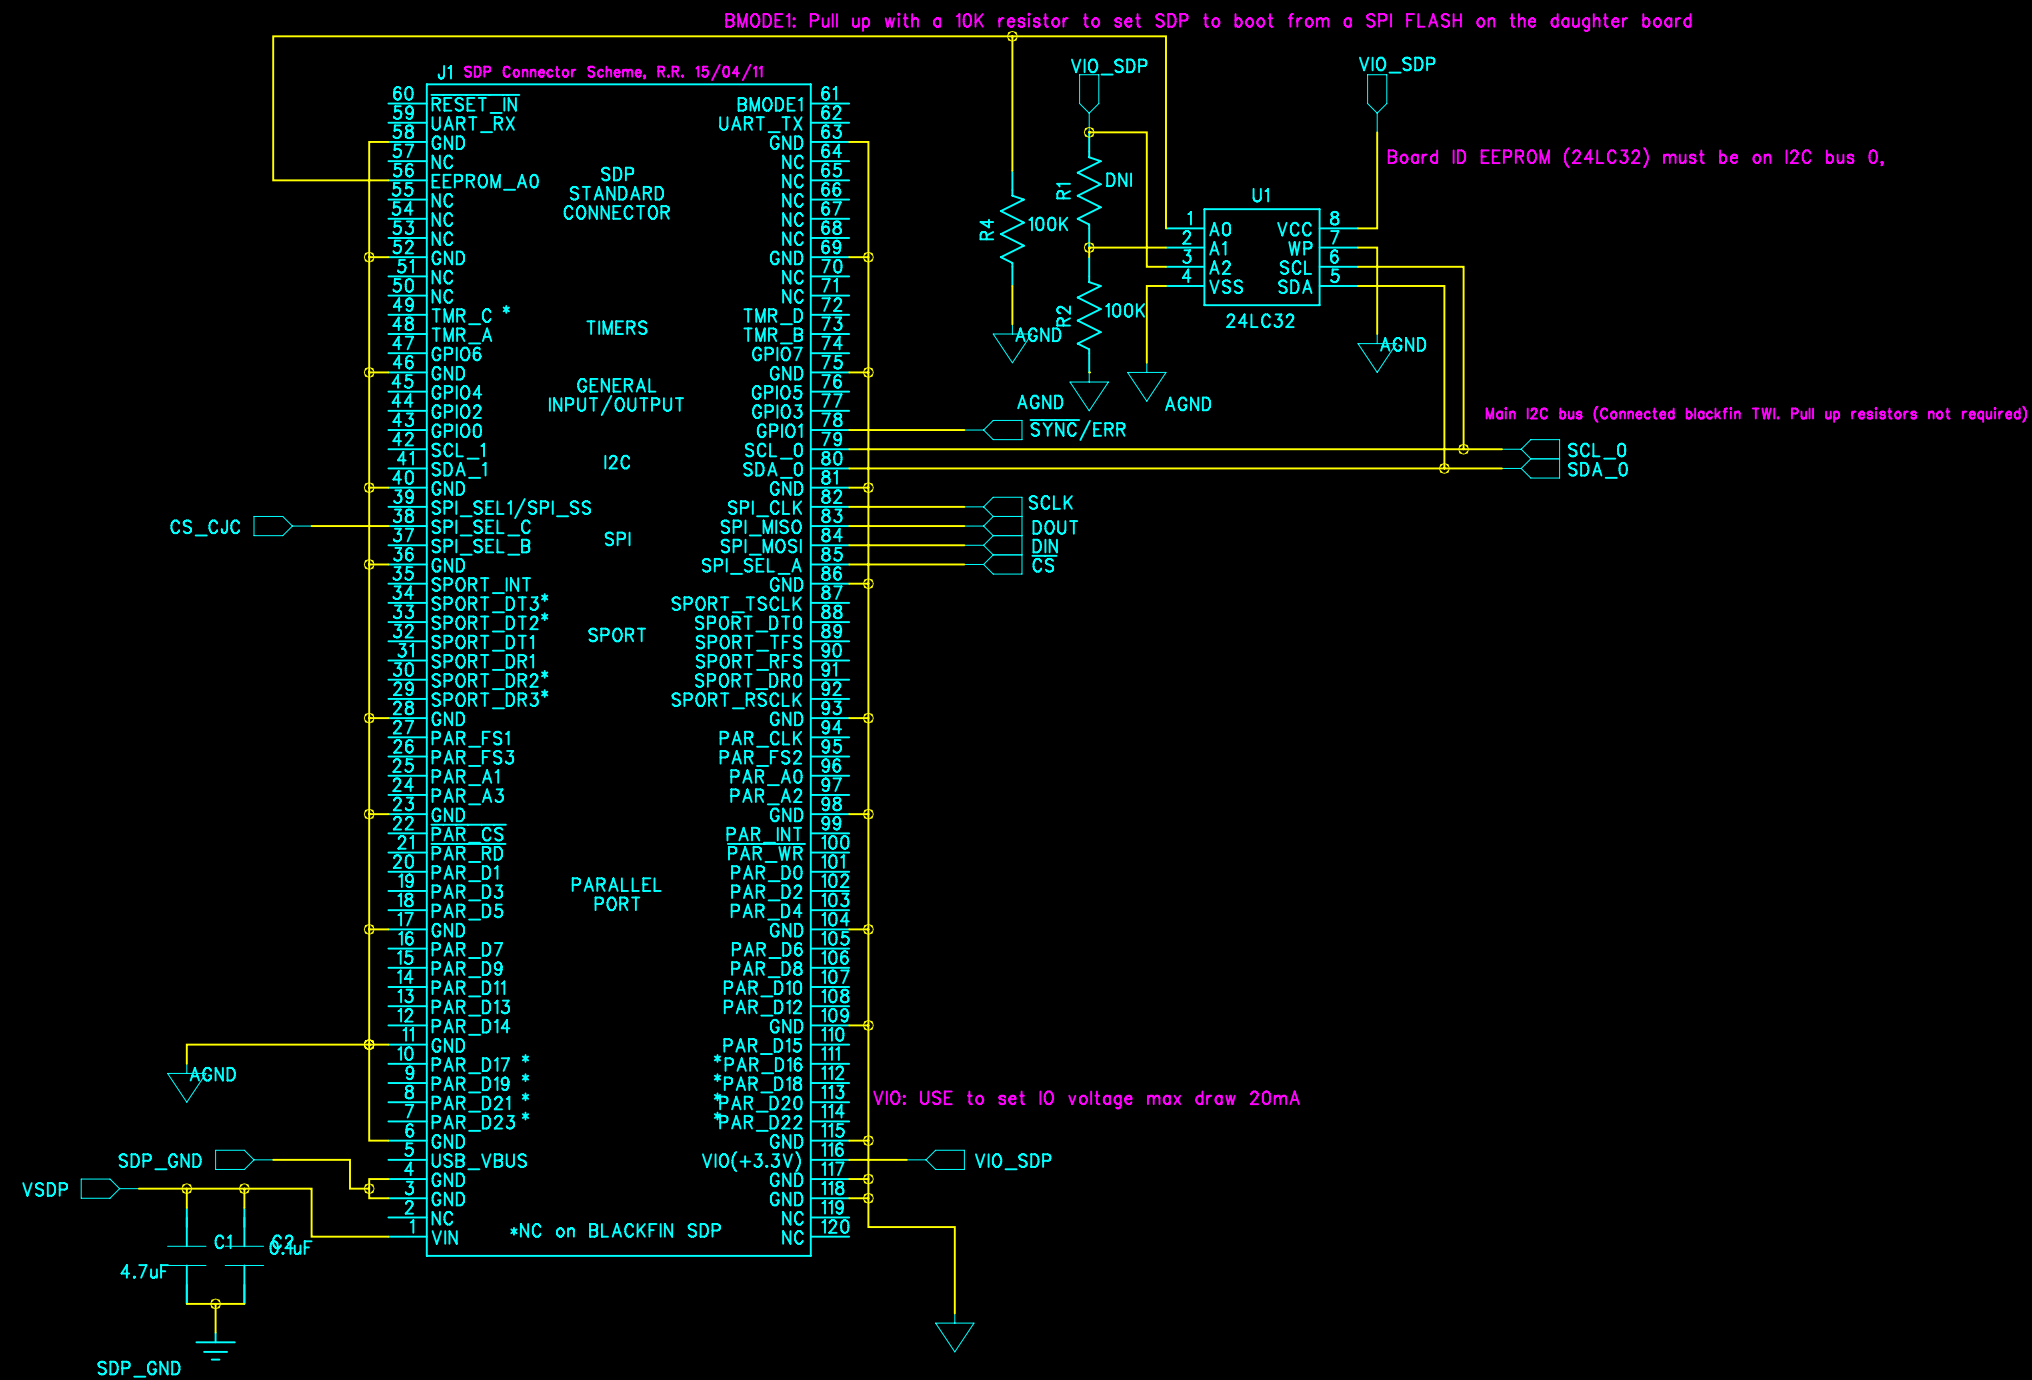 BMODE1: Pull up with a 10K resistor to set SDP to boot from a SPI FLASH on the daughter board
J1 SDP Connector Scheme, R.R. 15/04/11
VIO_SDP
VIO_SDP
60 RESET_IN BMODE1 61
59 UART_RX UART_TX 62
58 GND GND 63
57 NC NC 64
56 EEPROM_A0 NC 65
55 NC NC 66
54 NC NC 67
53 NC NC 68
52 GND GND 69
51 NC NC 70
50 NC NC 71
49 TMR_C * TMR_D 72
48 TMR_A TMR_B 73
47 GPIO6 GPIO7 74
46 GND GND 75
45 GPIO4 GPIO5 76
44 GPIO2 GPIO3 77
43 GPIO0 GPIO1 78
42 SCL_1 SCL_0 79
41 SDA_1 SDA_0 80
40 GND GND 81
39 SPI_SEL1/SPI_SS SPI_CLK 82
38 SPI_SEL_C SPI_MISO 83
37 SPI_SEL_B SPI_MOSI 84
36 GND SPI_SEL_A 85
35 SPORT_INT GND 86
34 SPORT_DT3* SPORT_TSCLK 87
33 SPORT_DT2* SPORT_DT0 88
32 SPORT_DT1 SPORT_TFS 89
31 SPORT_DR1 SPORT_RFS 90
30 SPORT_DR2* SPORT_DR0 91
29 SPORT_DR3* SPORT_RSCLK 92
28 GND GND 93
27 PAR_FS1 PAR_CLK 94
26 PAR_FS3 PAR_FS2 95
25 PAR_A1 PAR_A0 96
24 PAR_A3 PAR_A2 97
23 GND GND 98
22 PAR_CS PAR_INT 99
21 PAR_RD PAR_WR 100
20 PAR_D1 PAR_D0 101
19 PAR_D3 PAR_D2 102
18 PAR_D5 PAR_D4 103
17 GND GND 104
16 PAR_D7 PAR_D6 105
15 PAR_D9 PAR_D8 106
14 PAR_D11 PAR_D10 107
13 PAR_D13 PAR_D12 108
12 PAR_D14 GND 109
11 GND PAR_D15 110
10 PAR_D17 * *PAR_D16 111
9 PAR_D19 * *PAR_D18 112
8 PAR_D21 * *PAR_D20 113
7 PAR_D23 * *PAR_D22 114
6 GND GND 115
5 USB_VBUS VIO(+3.3V) 116
4 GND GND 117
3 GND GND 118
2 NC NC 119
1 VIN NC 120
SDP
STANDARD
CONNECTOR
TIMERS
GENERAL
INPUT/OUTPUT
I2C
SPI
SPORT
PARALLEL
PORT
*NC on BLACKFIN SDP
Board ID EEPROM (24LC32) must be on I2C bus 0,
R1 DNI
R4 100K
R2 100K
U1
1 A0 VCC 8
2 A1 WP 7
3 A2 SCL 6
4 VSS SDA 5
24LC32
AGND
AGND
AGND
AGND
Main I2C bus (Connected blackfin TWI. Pull up resistors not required)
SYNC/ERR
SCL_0
SDA_0
SCLK
DOUT
DIN
CS
CS_CJC
AGND
VIO: USE to set IO voltage max draw 20mA
SDP_GND
VIO_SDP
VSDP
C1 C2
0.1uF
4.7uF
SDP_GND